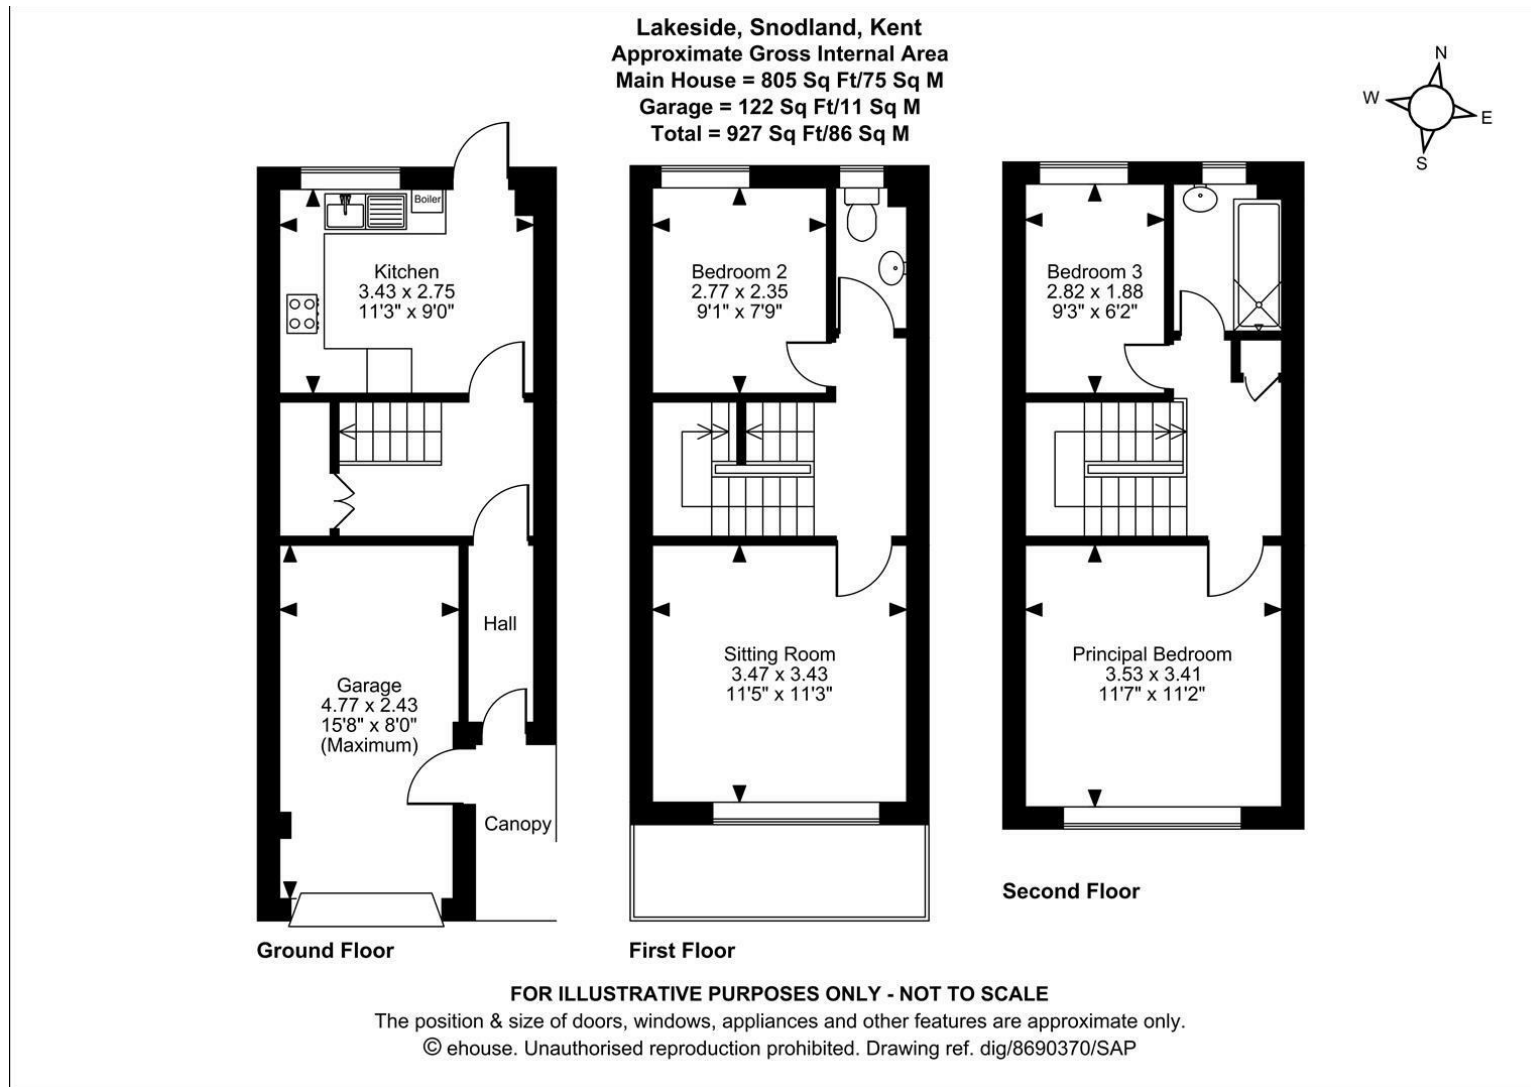 Lakeside, Snodland, Kent
Approximate Gross Internal Area
Main House = 805 Sq Ft/75 Sq M
Garage = 122 Sq Ft/11 Sq M
Total = 927 Sq Ft/86 Sq M
N
W
E
S
Boiler
Kitchen
3.43 x 2.75
11'3" x 9'0"
Hall
Garage
4.77 x 2.43
15'8" x 8'0"
(Maximum)
Canopy
Ground Floor
Bedroom 2
2.77 x 2.35
9'1" x 7'9"
Sitting Room
3.47 x 3.43
11'5" x 11'3"
First Floor
Bedroom 3
2.82 x 1.88
9'3" x 6'2"
Principal Bedroom
3.53 x 3.41
11'7" x 11'2"
Second Floor
FOR ILLUSTRATIVE PURPOSES ONLY - NOT TO SCALE
The position & size of doors, windows, appliances and other features are approximate only.
© ehouse. Unauthorised reproduction prohibited. Drawing ref. dig/8690370/SAP